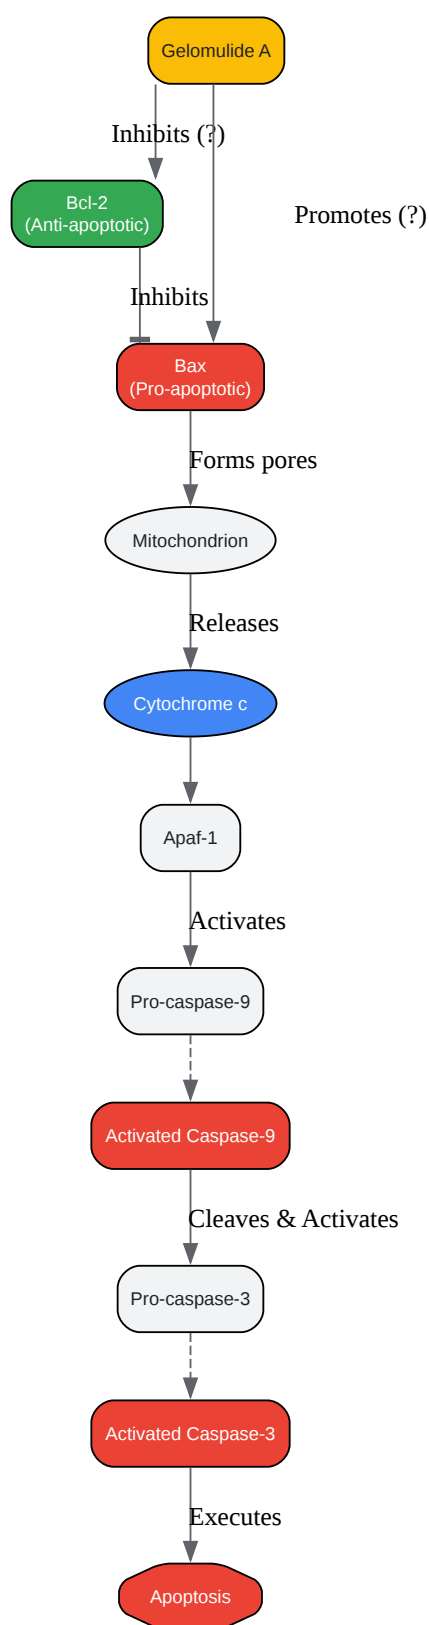 Gelomulide A
Inhibits (?)
Bcl-2
(Anti-apoptotic)
Promotes (?)
Inhibits
Bax
(Pro-apoptotic)
Forms pores
Mitochondrion
Releases
Cytochrome c
Apaf-1
Activates
Pro-caspase-9
Activated Caspase-9
Cleaves & Activates
Pro-caspase-3
Activated Caspase-3
Executes
Apoptosis